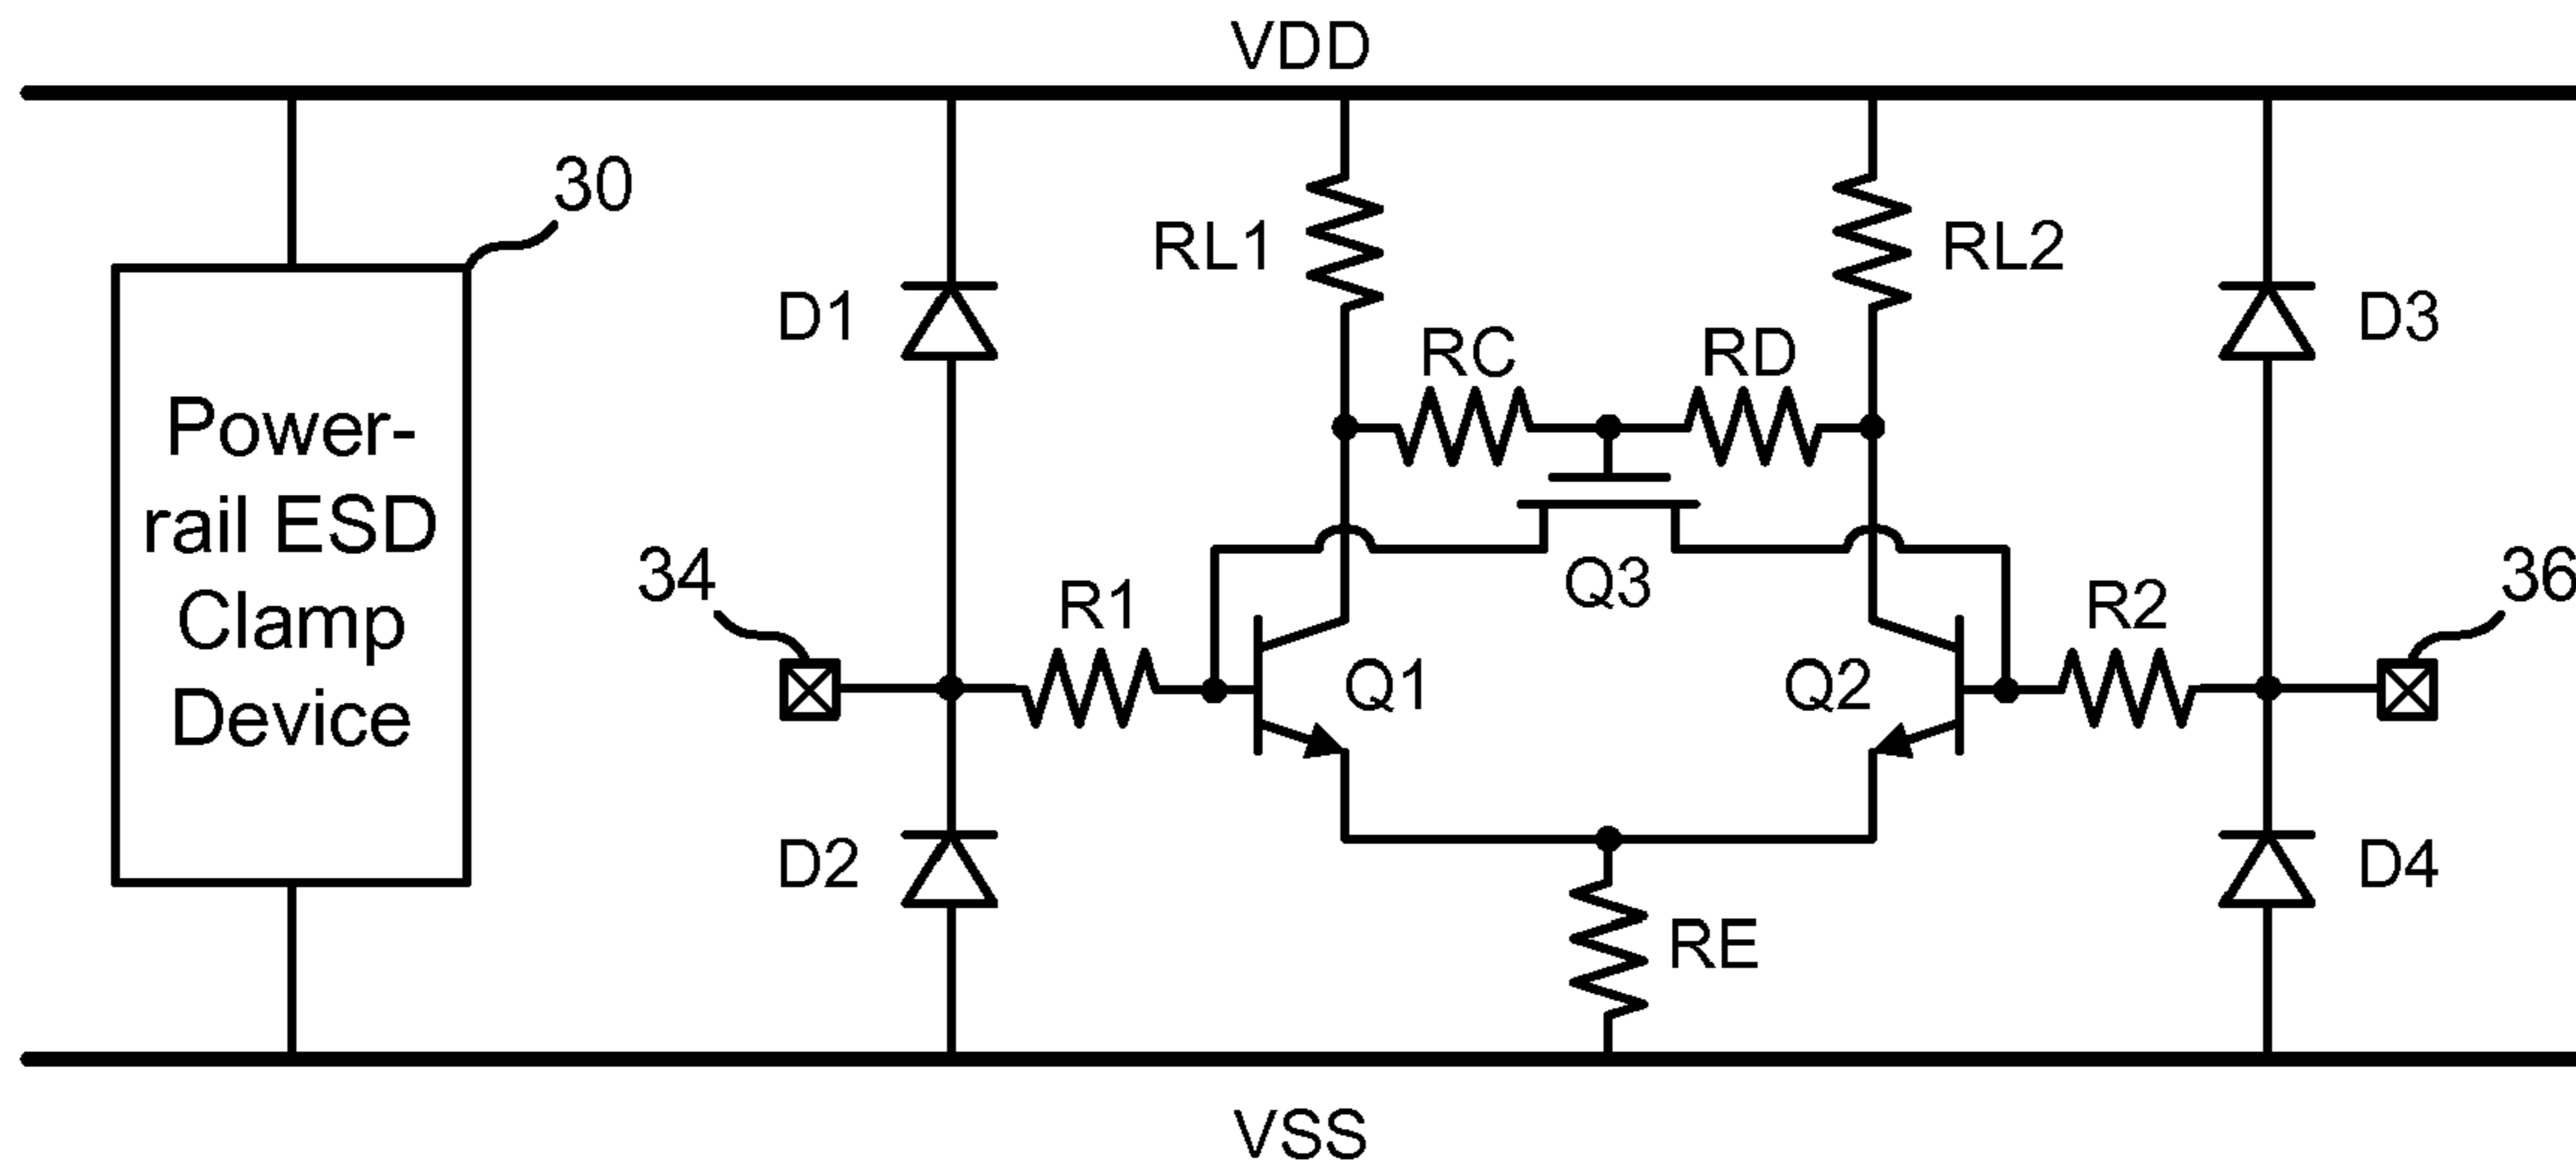 VDD
30
D1
RL1
RL2
D3
RC
RD
Power-
rail ESD
Clamp
Device
34
R1
Q1
Q3
Q2
R2
36
D2
RE
D4
VSS